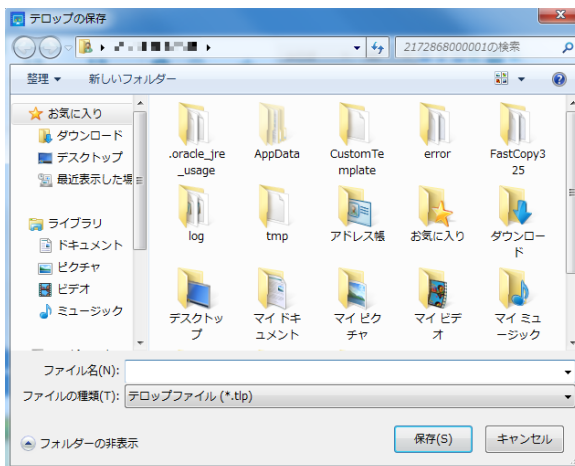 テロップの保存
2172868000001の検索
整理 新しいフォルダー
お気に入り
ダウンロード
デスクトップ
最近表示した場
ライブラリ
ドキュメント
ピクチャ
ビデオ
ミュージック
.oracle_jre
_usage
AppData
CustomTe
mplate
error
FastCopy3
25
log
tmp
アドレス帳
お気に入り
ダウンロー
ド
デスクトッ
プ
マイ ドキ
ュメント
マイ ピク
チャ
マイ ビデ
オ
マイ ミュ
ージック
ファイル名(N):
ファイルの種類(T): テロップファイル (*.tlp)
フォルダーの非表示
保存(S) キャンセル